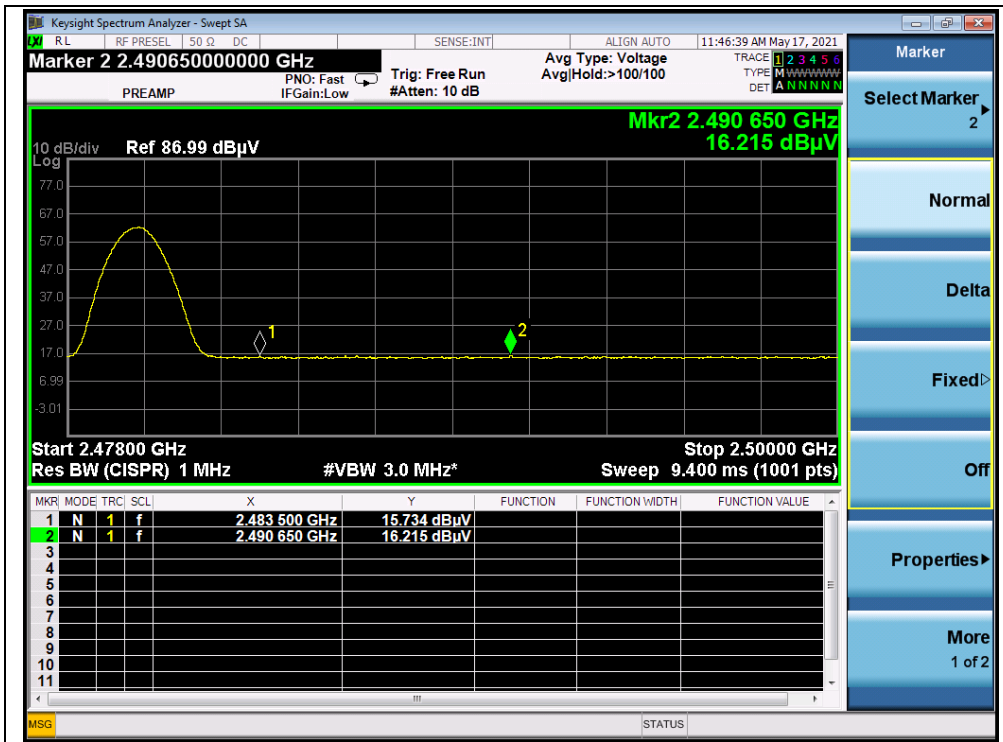 Keysight Spectrum Analyzer - Swept SA
LXI RL RF PRESEL 50 Ω DC SENSE:INT ALIGN AUTO 11:46:39 AM May 17, 2021
Marker 2 2.490650000000 GHz
PREAMP
PNO: Fast
IFGain:Low
Trig: Free Run
#Atten: 10 dB
Avg Type: Voltage
Avg|Hold:>100/100
TRACE 1 2 3 4 5 6
TYPE M WWWWW
DET A N N N N N
Mkr2 2.490 650 GHz
16.215 dBµV
10 dB/div Ref 86.99 dBµV
Log
77.0
67.0
57.0
47.0
37.0
27.0
17.0
6.99
-3.01
1
2
Start 2.47800 GHz Stop 2.50000 GHz
Res BW (CISPR) 1 MHz #VBW 3.0 MHz* Sweep 9.400 ms (1001 pts)
MKR MODE TRC SCL X Y FUNCTION FUNCTION WIDTH FUNCTION VALUE
1 N 1 f 2.483 500 GHz 15.734 dBµV
2 N 1 f 2.490 650 GHz 16.215 dBµV
3
4
5
6
7
8
9
10
11
MSG STATUS
Marker
Select Marker
2
Normal
Delta
Fixed
Off
Properties
More
1 of 2